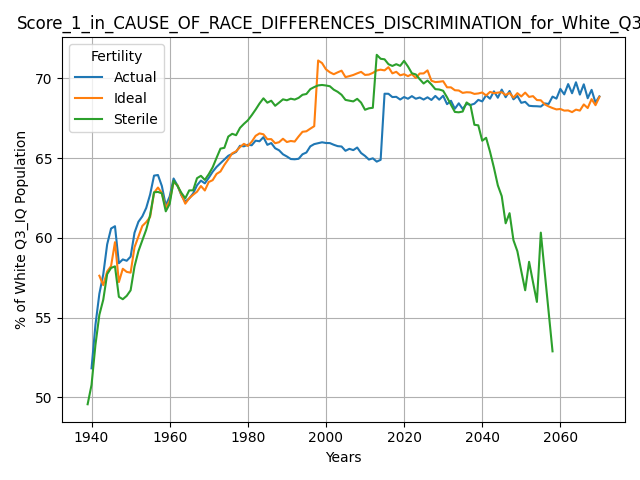 Score_1_in_CAUSE_OF_RACE_DIFFERENCES_DISCRIMINATION_for_White_Q3
Fertility
Actual
Ideal
Sterile
% of White Q3_IQ Population
70
65
60
55
50
1940 1960 1980 2000 2020 2040 2060
Years